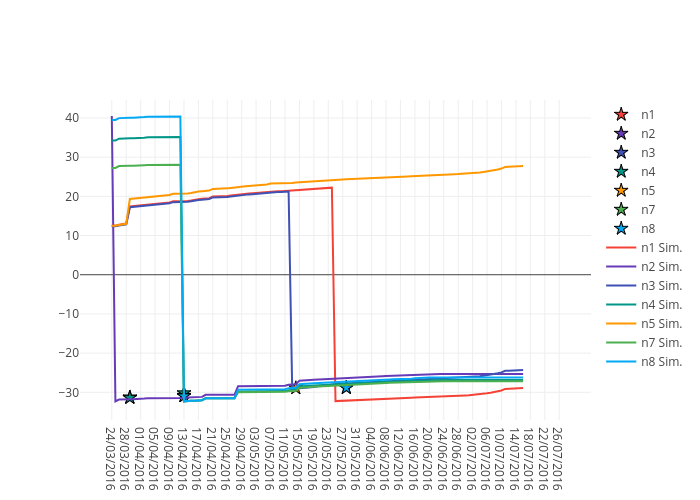 40
30
20
10
0
−10
−20
−30
24/03/2016
28/03/2016
01/04/2016
05/04/2016
09/04/2016
13/04/2016
17/04/2016
21/04/2016
25/04/2016
29/04/2016
03/05/2016
07/05/2016
11/05/2016
15/05/2016
19/05/2016
23/05/2016
27/05/2016
31/05/2016
04/06/2016
08/06/2016
12/06/2016
16/06/2016
20/06/2016
24/06/2016
28/06/2016
02/07/2016
06/07/2016
10/07/2016
14/07/2016
18/07/2016
22/07/2016
26/07/2016
n1
n2
n3
n4
n5
n7
n8
n1 Sim.
n2 Sim.
n3 Sim.
n4 Sim.
n5 Sim.
n7 Sim.
n8 Sim.